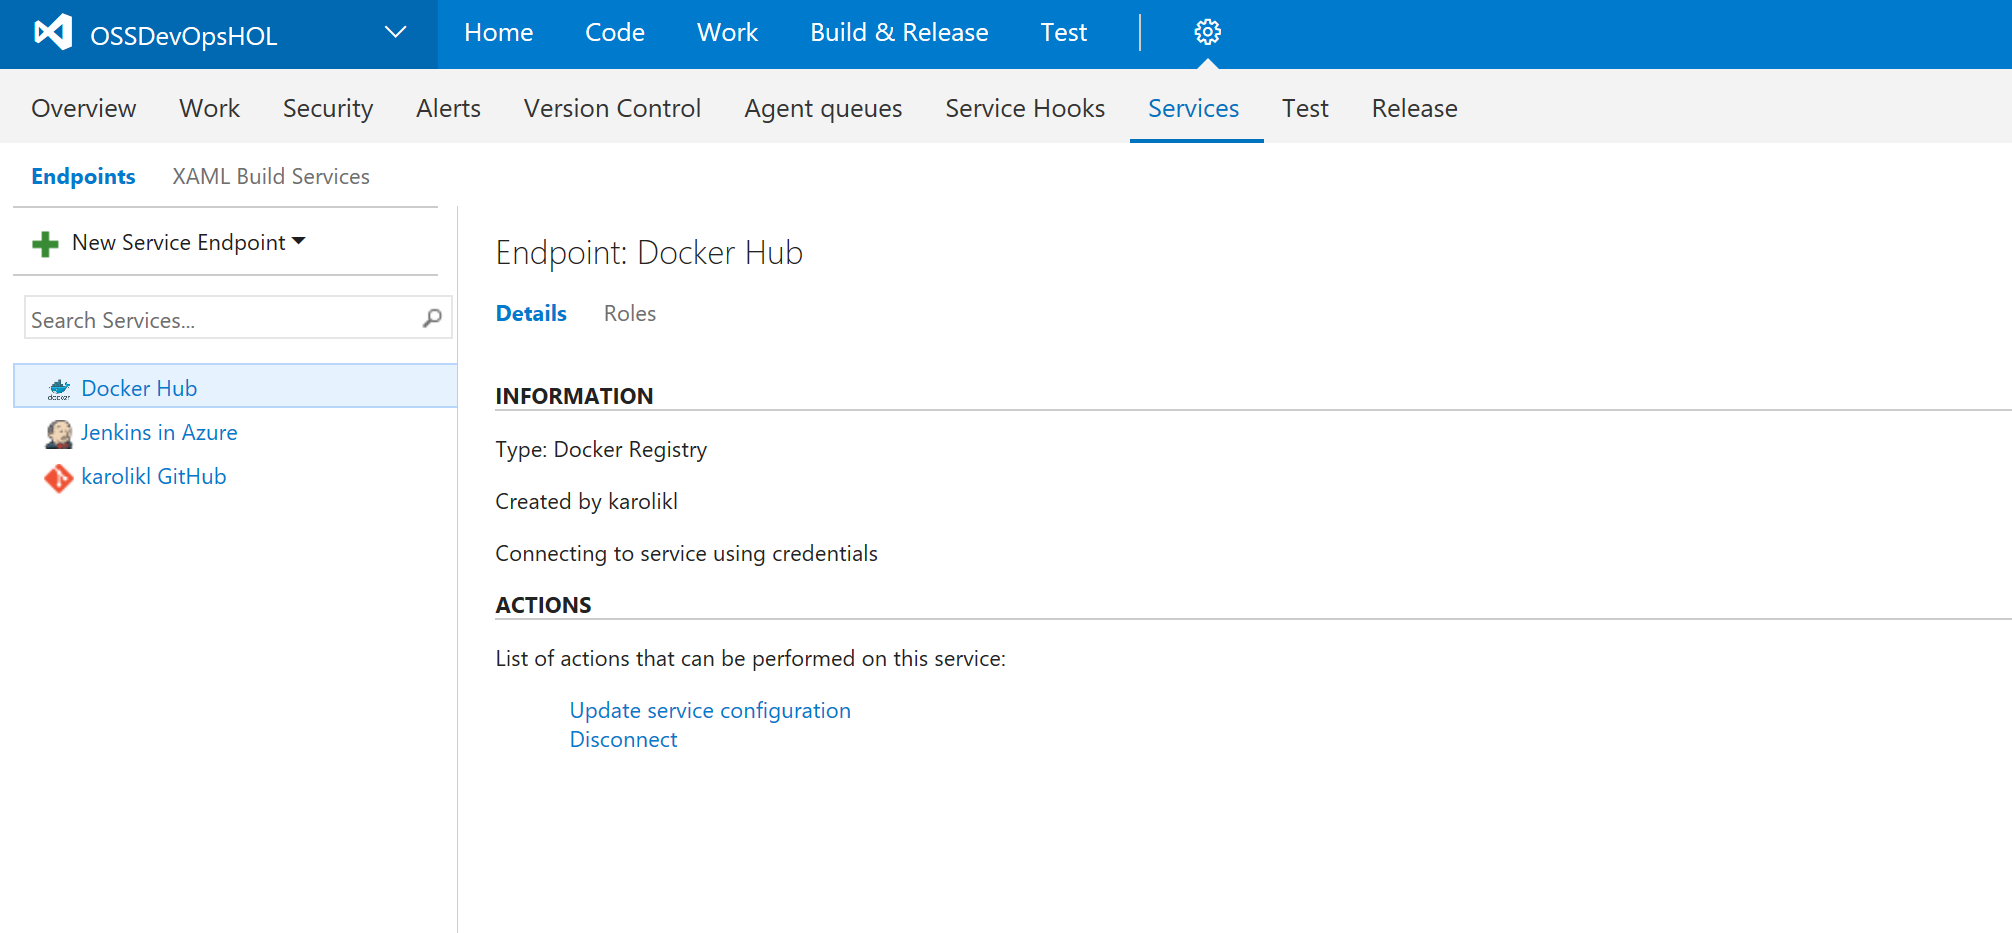 OSSDevOpsHOL Home Code Work Build & Release Test
Overview Work Security Alerts Version Control Agent queues Service Hooks Services Test Release
Endpoints XAML Build Services
New Service Endpoint
Search Services...
Docker Hub
Jenkins in Azure
karolikl GitHub
Endpoint: Docker Hub
Details Roles
INFORMATION
Type: Docker Registry
Created by karolikl
Connecting to service using credentials
ACTIONS
List of actions that can be performed on this service:
Update service configuration
Disconnect